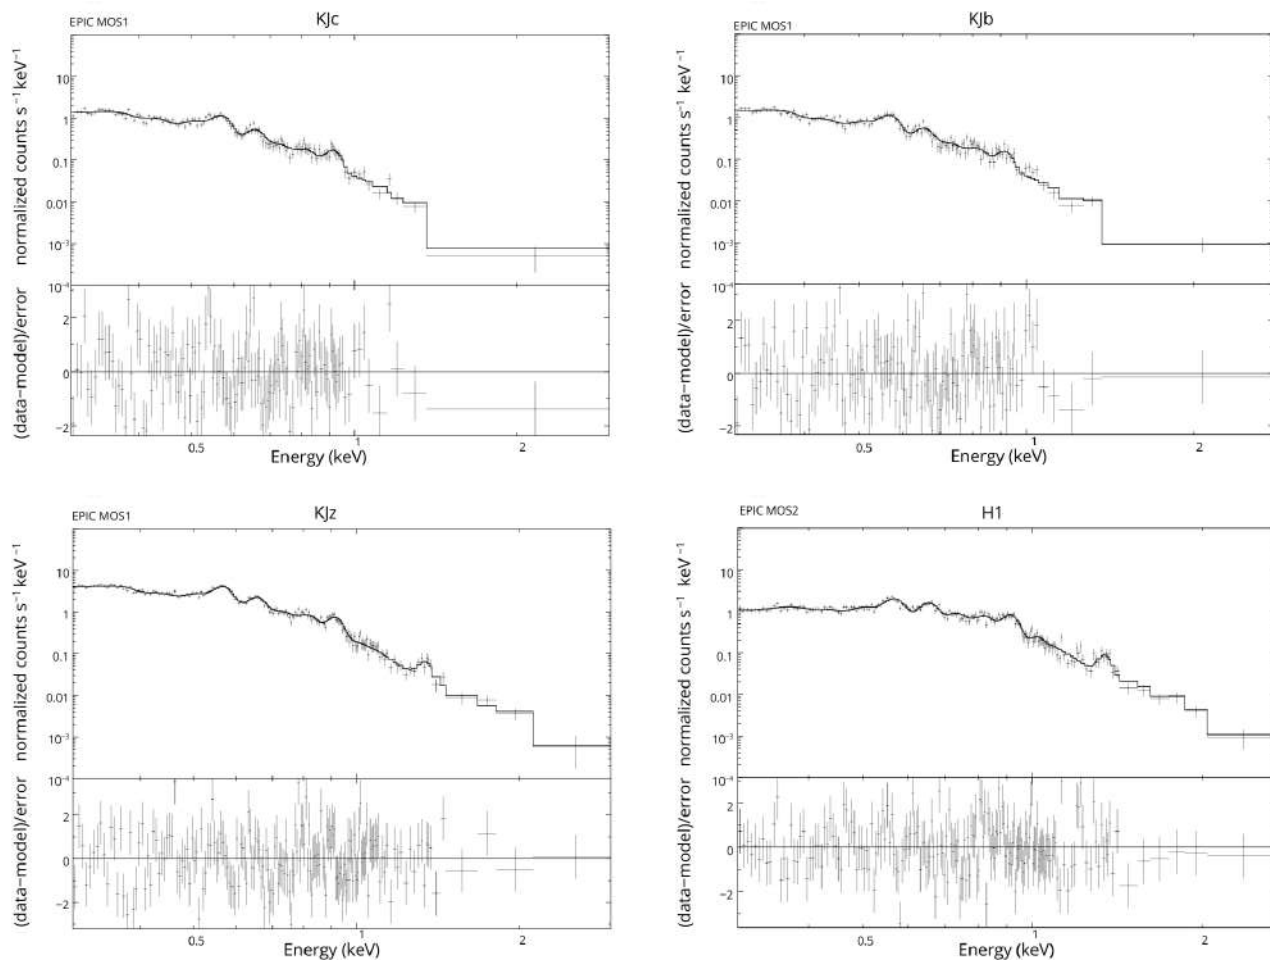 KJc
EPIC MOS1
normalized counts s⁻¹ keV⁻¹
10
1
0.1
0.01
10⁻³
10⁻⁴
(data−model)/error
2
0
−2
0.5
1
2
Energy (keV)
KJb
EPIC MOS1
normalized counts s⁻¹ keV⁻¹
10
1
0.1
0.01
10⁻³
10⁻⁴
(data−model)/error
2
0
−2
0.5
1
2
Energy (keV)
KJz
EPIC MOS1
normalized counts s⁻¹ keV⁻¹
10
1
0.1
0.01
10⁻³
10⁻⁴
(data−model)/error
2
0
−2
0.5
1
2
Energy (keV)
H1
EPIC MOS2
normalized counts s⁻¹ keV⁻¹
10
1
0.1
0.01
10⁻³
10⁻⁴
(data−model)/error
2
0
−2
0.5
1
2
Energy (keV)